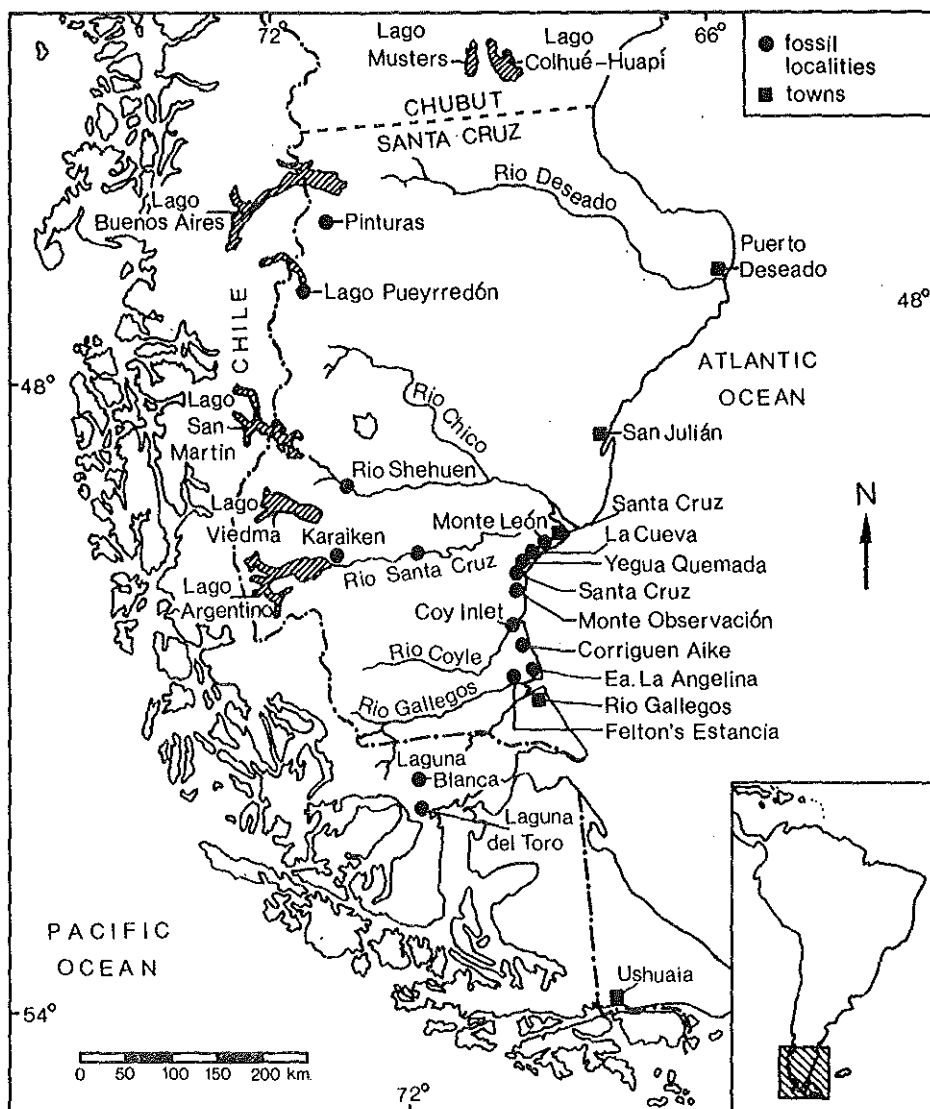 72°
66°
Lago
Musters
Lago
Colhué-Huapí
fossil
localities
towns
CHUBUT
SANTA CRUZ
Rio Deseado
Lago
Buenos Aires
Pinturas
Puerto
Deseado
Lago Pueyrredón
48°
CHILE
48°
ATLANTIC
OCEAN
Lago
San
Martin
Rio Chico
San Julián
Rio Shehuen
N
Lago
Viedma
Karaiken
Monte León
Santa Cruz
La Cueva
Yegua Quemada
Rio Santa Cruz
Lago
Argentino
Santa Cruz
Monte Observación
Coy Inlet
Corriguen Aike
Rio Coyle
Ea. La Angelina
Rio Gallegos
Rio Gallegos
Felton's Estancia
Laguna
Blanca
Laguna
del Toro
PACIFIC
OCEAN
Ushuaia
54°
0 50 100 150 200 km.
72°